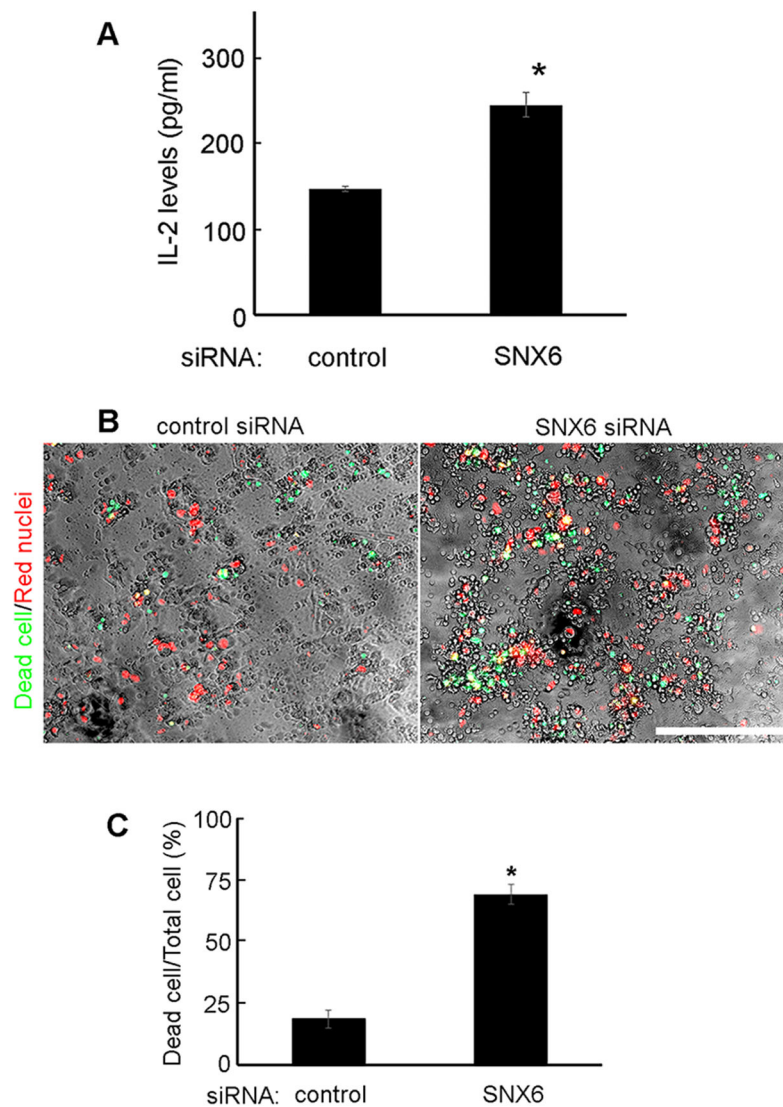 A
IL-2 levels (pg/ml)
300
200
100
0
*
siRNA: control SNX6
B
control siRNA SNX6 siRNA
Dead cell/Red nuclei
C
Dead cell/Total cell (%)
100
75
50
25
0
*
siRNA: control SNX6